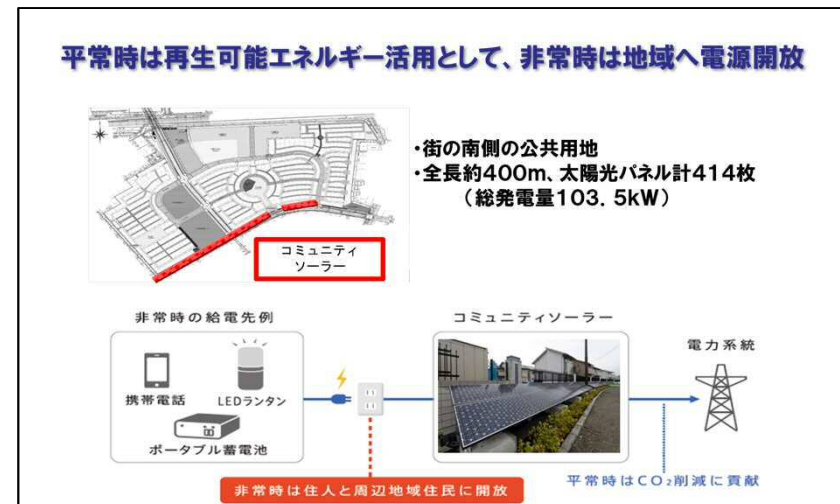 平常時は再生可能エネルギー活用として、非常時は地域へ電源開放
・街の南側の公共用地
・全長約400m、太陽光パネル計414枚
（総発電量103.5kW）
コミュニティ
ソーラー
非常時の給電先例
携帯電話
LEDランタン
ポータブル蓄電池
コミュニティソーラー
電力系統
非常時は住人と周辺地域住民に開放
平常時はCO₂削減に貢献